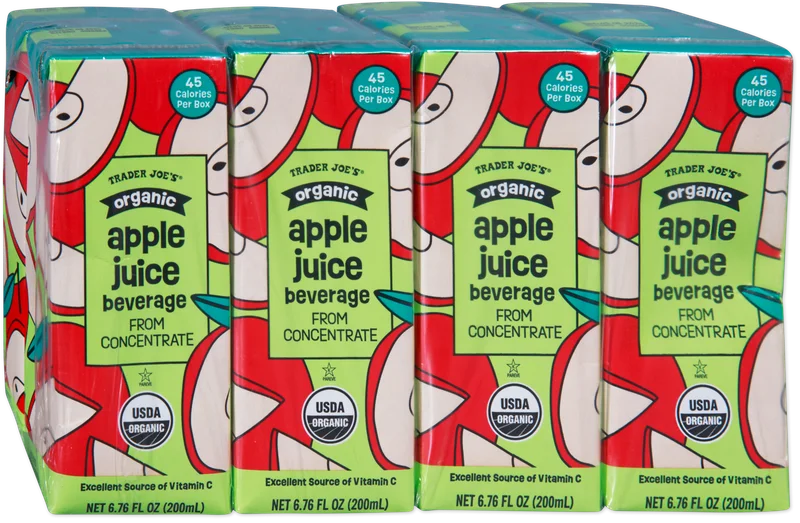 45
Calories
Per Box
TRADER JOE'S®
organic
apple
juice
beverage
FROM
CONCENTRATE
PAREVE
USDA
ORGANIC
Excellent Source of Vitamin C
NET 6.76 FL OZ (200mL)
45
Calories
Per Box
TRADER JOE'S®
organic
apple
juice
beverage
FROM
CONCENTRATE
PAREVE
USDA
ORGANIC
Excellent Source of Vitamin C
NET 6.76 FL OZ (200mL)
45
Calories
Per Box
TRADER JOE'S®
organic
apple
juice
beverage
FROM
CONCENTRATE
PAREVE
USDA
ORGANIC
Excellent Source of Vitamin C
NET 6.76 FL OZ (200mL)
45
Calories
Per Box
TRADER JOE'S®
organic
apple
juice
beverage
FROM
CONCENTRATE
PAREVE
USDA
ORGANIC
Excellent Source of Vitamin C
NET 6.76 FL OZ (200mL)